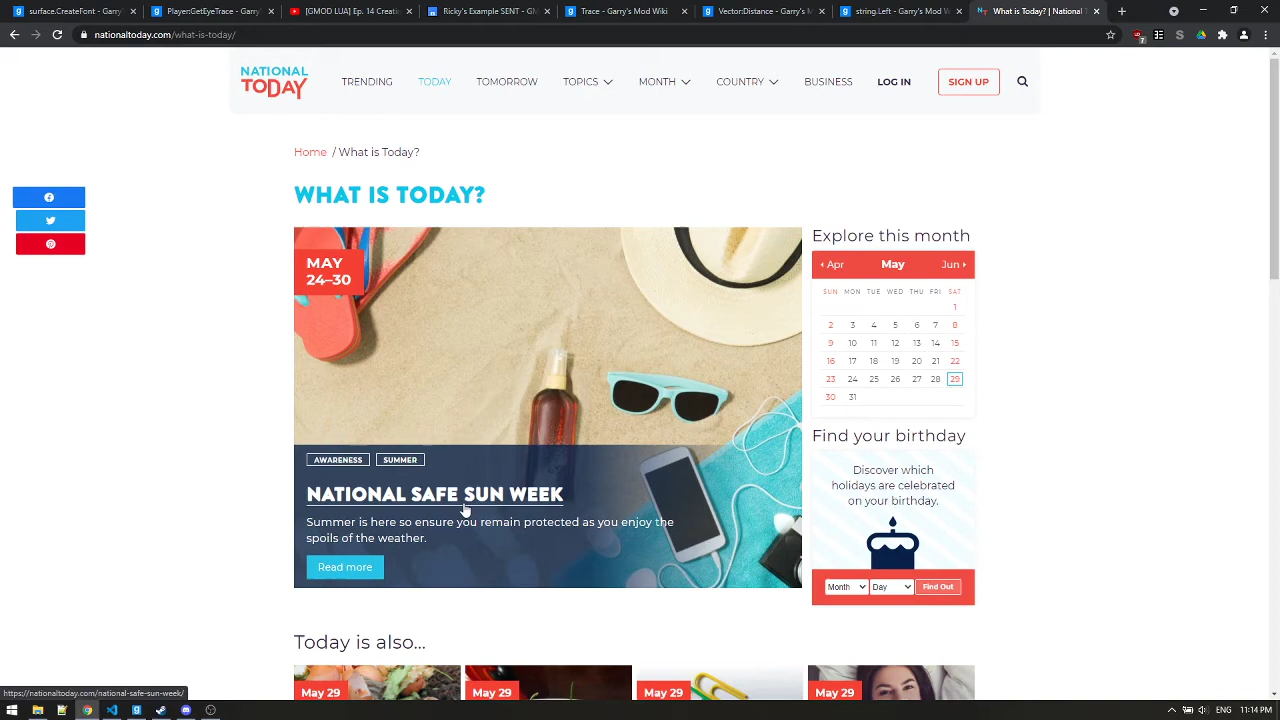 surface.CreateFont - Garry'
PlayerGetEyeTrace - Garry'
[GMOD LUA] Ep. 14 Creati
Ricky's Example SENT - GM
Trace - Garry's Mod Wiki
VectorDistance - Garry's M
string.Left - Garry's Mod W
What is Today? | National T
nationaltoday.com/what-is-today/
NATIONAL
TODAY
TRENDING
TODAY
TOMORROW
TOPICS
MONTH
COUNTRY
BUSINESS
LOG IN
SIGN UP
Home / What is Today?
WHAT IS TODAY?
MAY
24–30
AWARENESS
SUMMER
NATIONAL SAFE SUN WEEK
Summer is here so ensure you remain protected as you enjoy the
spoils of the weather.
Read more
Explore this month
Apr May Jun
SUN MON TUE WED THU FRI SAT
1
2 3 4 5 6 7 8
9 10 11 12 13 14 15
16 17 18 19 20 21 22
23 24 25 26 27 28 29
30 31
Find your birthday
Discover which
holidays are celebrated
on your birthday.
Month Day Find Out
Today is also...
May 29
May 29
May 29
May 29
https://nationaltoday.com/national-safe-sun-week/
ENG 11:14 PM